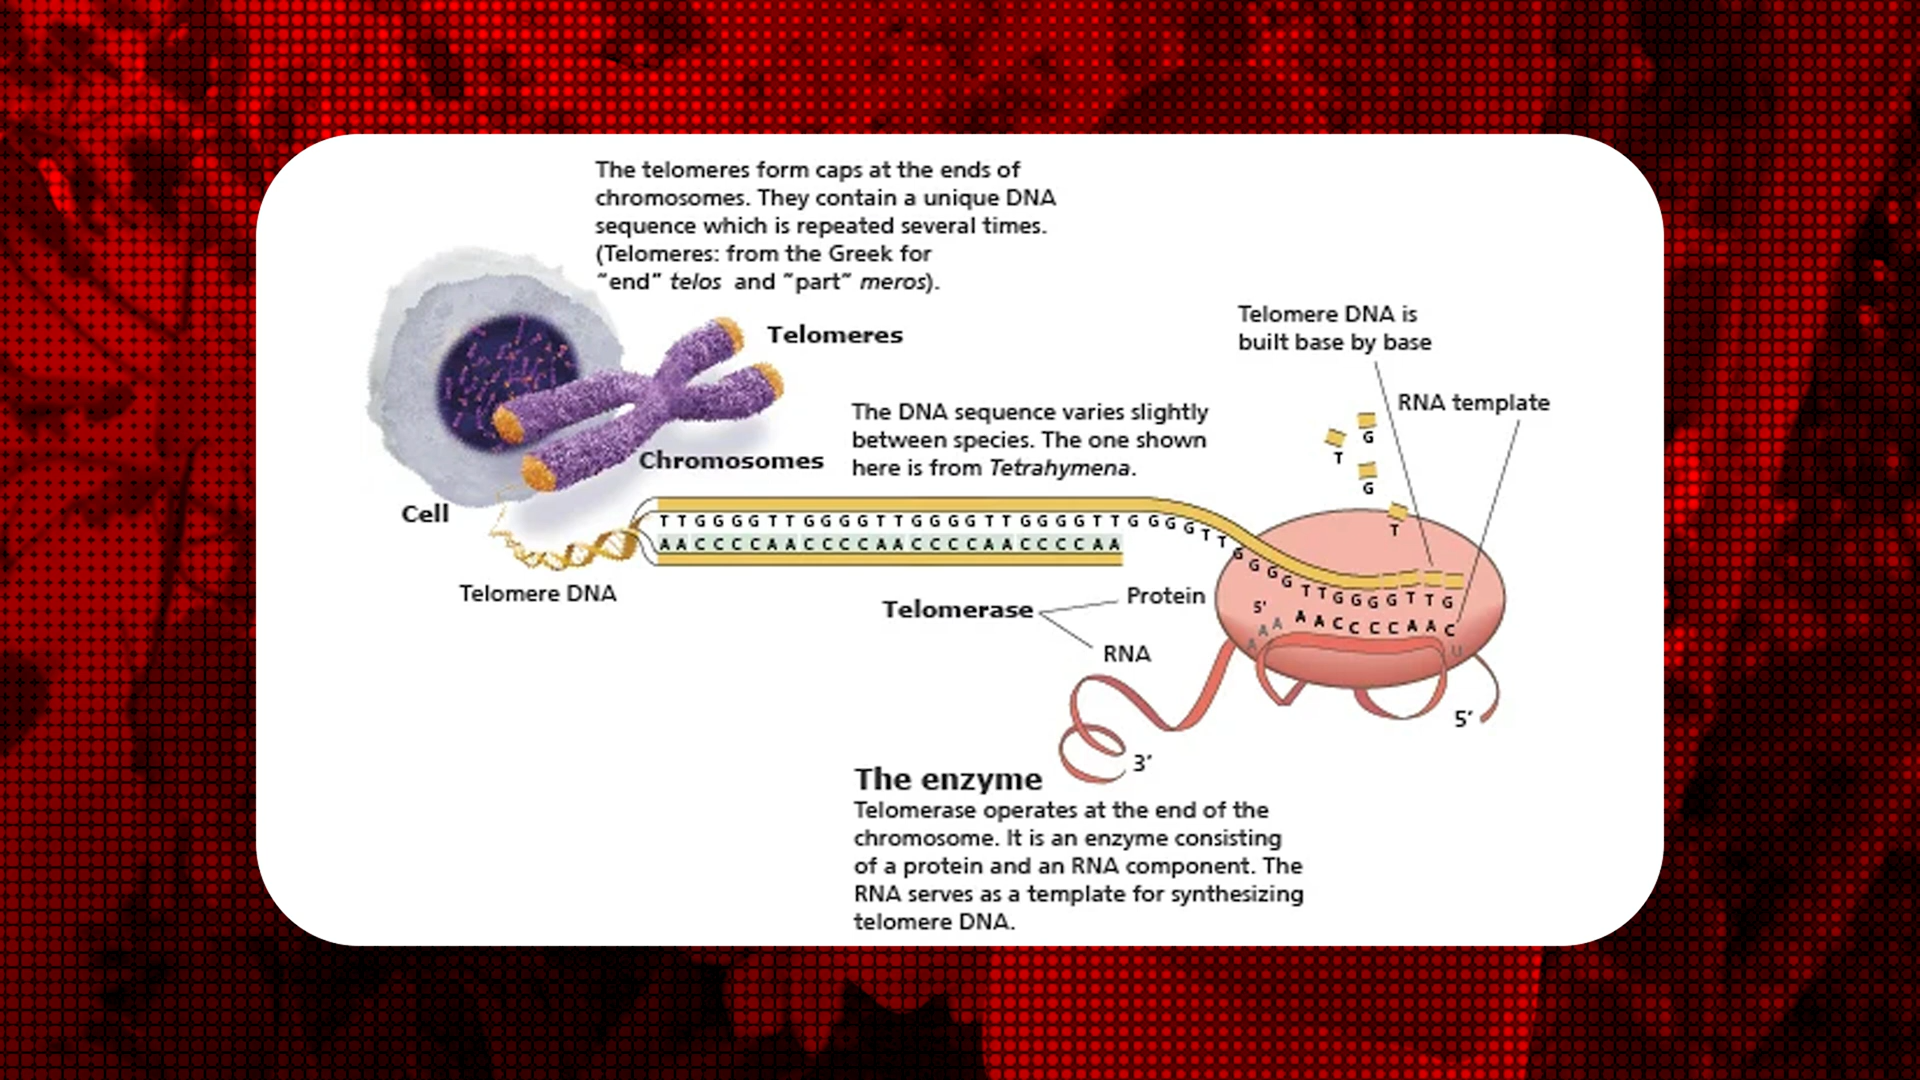 The telomeres form caps at the ends of
chromosomes. They contain a unique DNA
sequence which is repeated several times.
(Telomeres: from the Greek for
“end” telos and “part” meros).
Telomeres
Chromosomes
Cell
Telomere DNA
The DNA sequence varies slightly
between species. The one shown
here is from Tetrahymena.
Telomere DNA is
built base by base
RNA template
G
T
G
T
T T G G G G T T G G G G T T G G G G T T G G G G T T G G G G T T G G G G T T G G G G T T G
A A C C C C A A C C C C A A C C C C A A C C C C A A
5′
A A A A A C C C C A A C U
Telomerase
Protein
RNA
3′
5′
The enzyme
Telomerase operates at the end of the
chromosome. It is an enzyme consisting
of a protein and an RNA component. The
RNA serves as a template for synthesizing
telomere DNA.